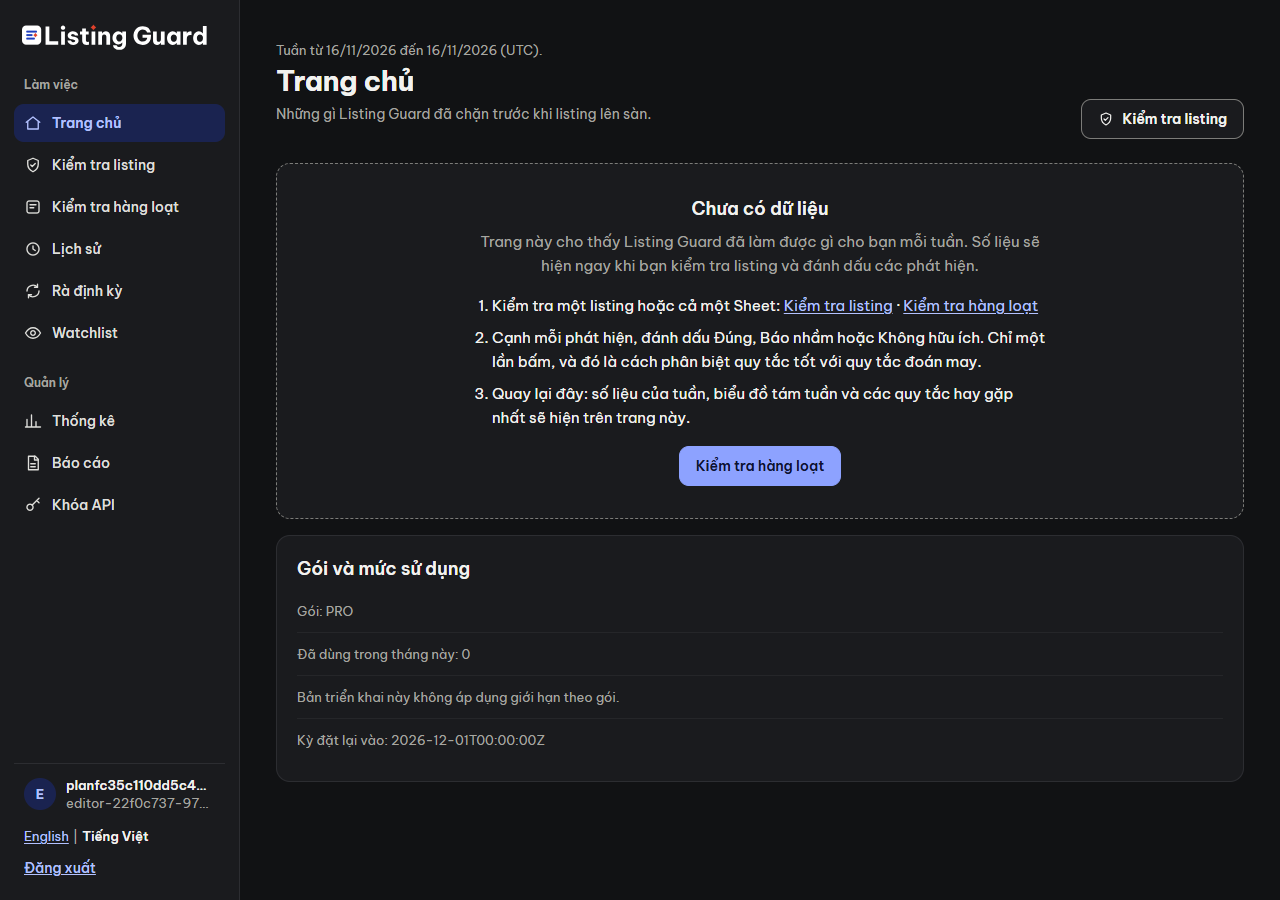 Listing Guard
Làm việc
Trang chủ
Kiểm tra listing
Kiểm tra hàng loạt
Lịch sử
Rà định kỳ
Watchlist
Quản lý
Thống kê
Báo cáo
Khóa API
planfc35c110dd5c4...
editor-22f0c737-97...
English | Tiếng Việt
Đăng xuất
Tuần từ 16/11/2026 đến 16/11/2026 (UTC).
Trang chủ
Những gì Listing Guard đã chặn trước khi listing lên sàn.
Kiểm tra listing
Chưa có dữ liệu
Trang này cho thấy Listing Guard đã làm được gì cho bạn mỗi tuần. Số liệu sẽ
hiện ngay khi bạn kiểm tra listing và đánh dấu các phát hiện.
1. Kiểm tra một listing hoặc cả một Sheet: Kiểm tra listing · Kiểm tra hàng loạt
2. Cạnh mỗi phát hiện, đánh dấu Đúng, Báo nhầm hoặc Không hữu ích. Chỉ một
lần bấm, và đó là cách phân biệt quy tắc tốt với quy tắc đoán may.
3. Quay lại đây: số liệu của tuần, biểu đồ tám tuần và các quy tắc hay gặp
nhất sẽ hiện trên trang này.
Kiểm tra hàng loạt
Gói và mức sử dụng
Gói: PRO
Đã dùng trong tháng này: 0
Bản triển khai này không áp dụng giới hạn theo gói.
Kỳ đặt lại vào: 2026-12-01T00:00:00Z
E